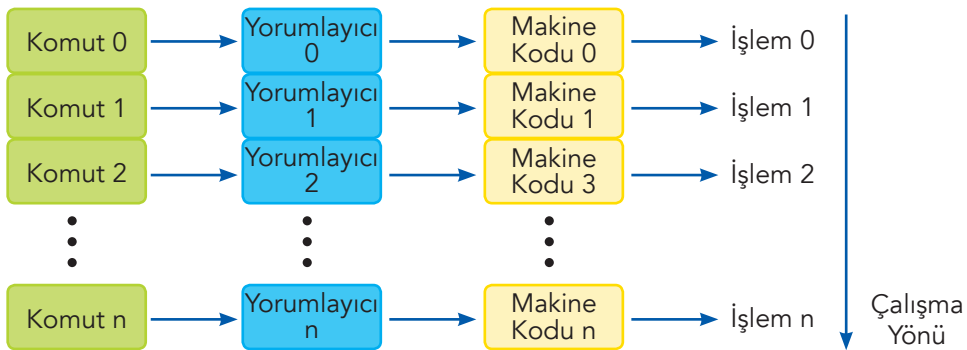 Komut 0
Yorumlayıcı
0
Makine
Kodu 0
İşlem 0
Komut 1
Yorumlayıcı
1
Makine
Kodu 1
İşlem 1
Komut 2
Yorumlayıcı
2
Makine
Kodu 3
İşlem 2
Komut n
Yorumlayıcı
n
Makine
Kodu n
İşlem n
Çalışma
Yönü